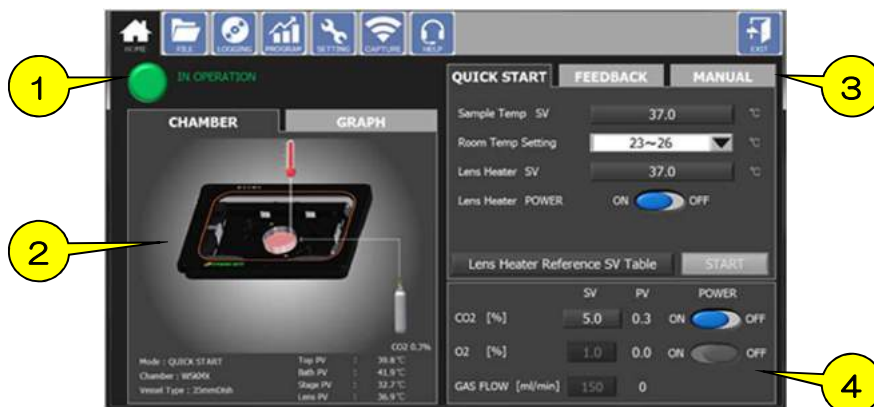 HOME FILE LOGGING PROGRAM SETTING CAPTURE HELP EXIT
1
IN OPERATION
CHAMBER GRAPH
2
CO2 0.3%
Mode : QUICK START
Chamber : WSKMX
Vessel Type : 35mmDish
Top PV : 39.8℃
Bath PV : 41.9℃
Stage PV : 32.7℃
Lens PV : 36.9℃
QUICK START FEEDBACK MANUAL
3
Sample Temp SV 37.0 ℃
Room Temp Setting 23~26
Lens Heater SV 37.0 ℃
Lens Heater POWER ON OFF
Lens Heater Reference SV Table START
SV PV POWER
CO2 [%] 5.0 0.3 ON OFF
O2 [%] 1.0 0.0 ON OFF
GAS FLOW [ml/min] 150 0
4